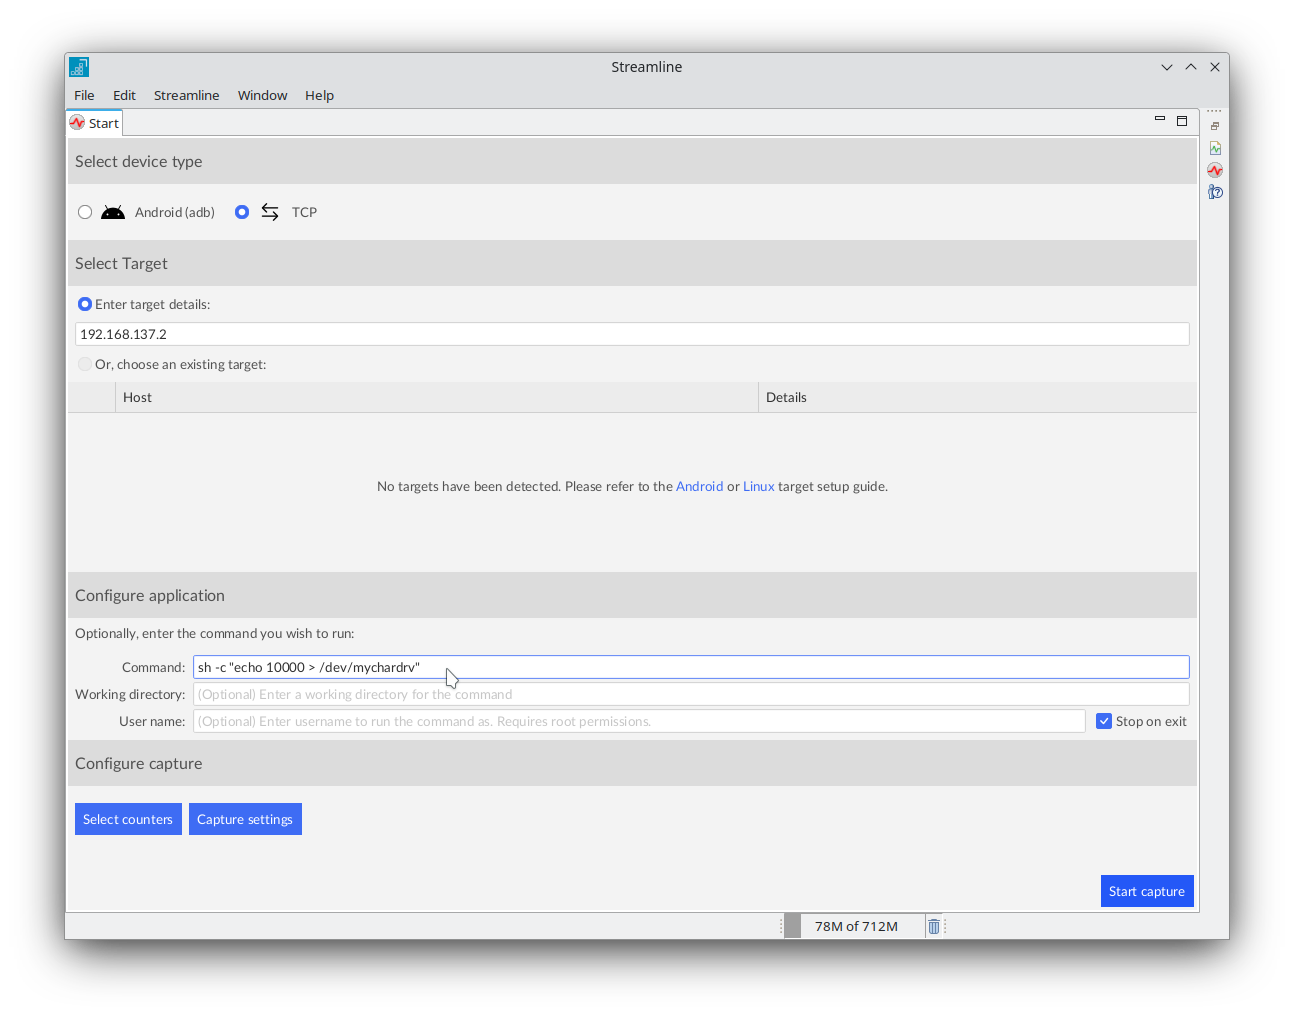 Streamline
File Edit Streamline Window Help
Start
Select device type
Android (adb) TCP
Select Target
Enter target details:
192.168.137.2
Or, choose an existing target:
Host Details
No targets have been detected. Please refer to the Android or Linux target setup guide.
Configure application
Optionally, enter the command you wish to run:
Command: sh -c "echo 10000 > /dev/mychardrv"
Working directory: (Optional) Enter a working directory for the command
User name: (Optional) Enter username to run the command as. Requires root permissions. Stop on exit
Configure capture
Select counters Capture settings
Start capture
78M of 712M